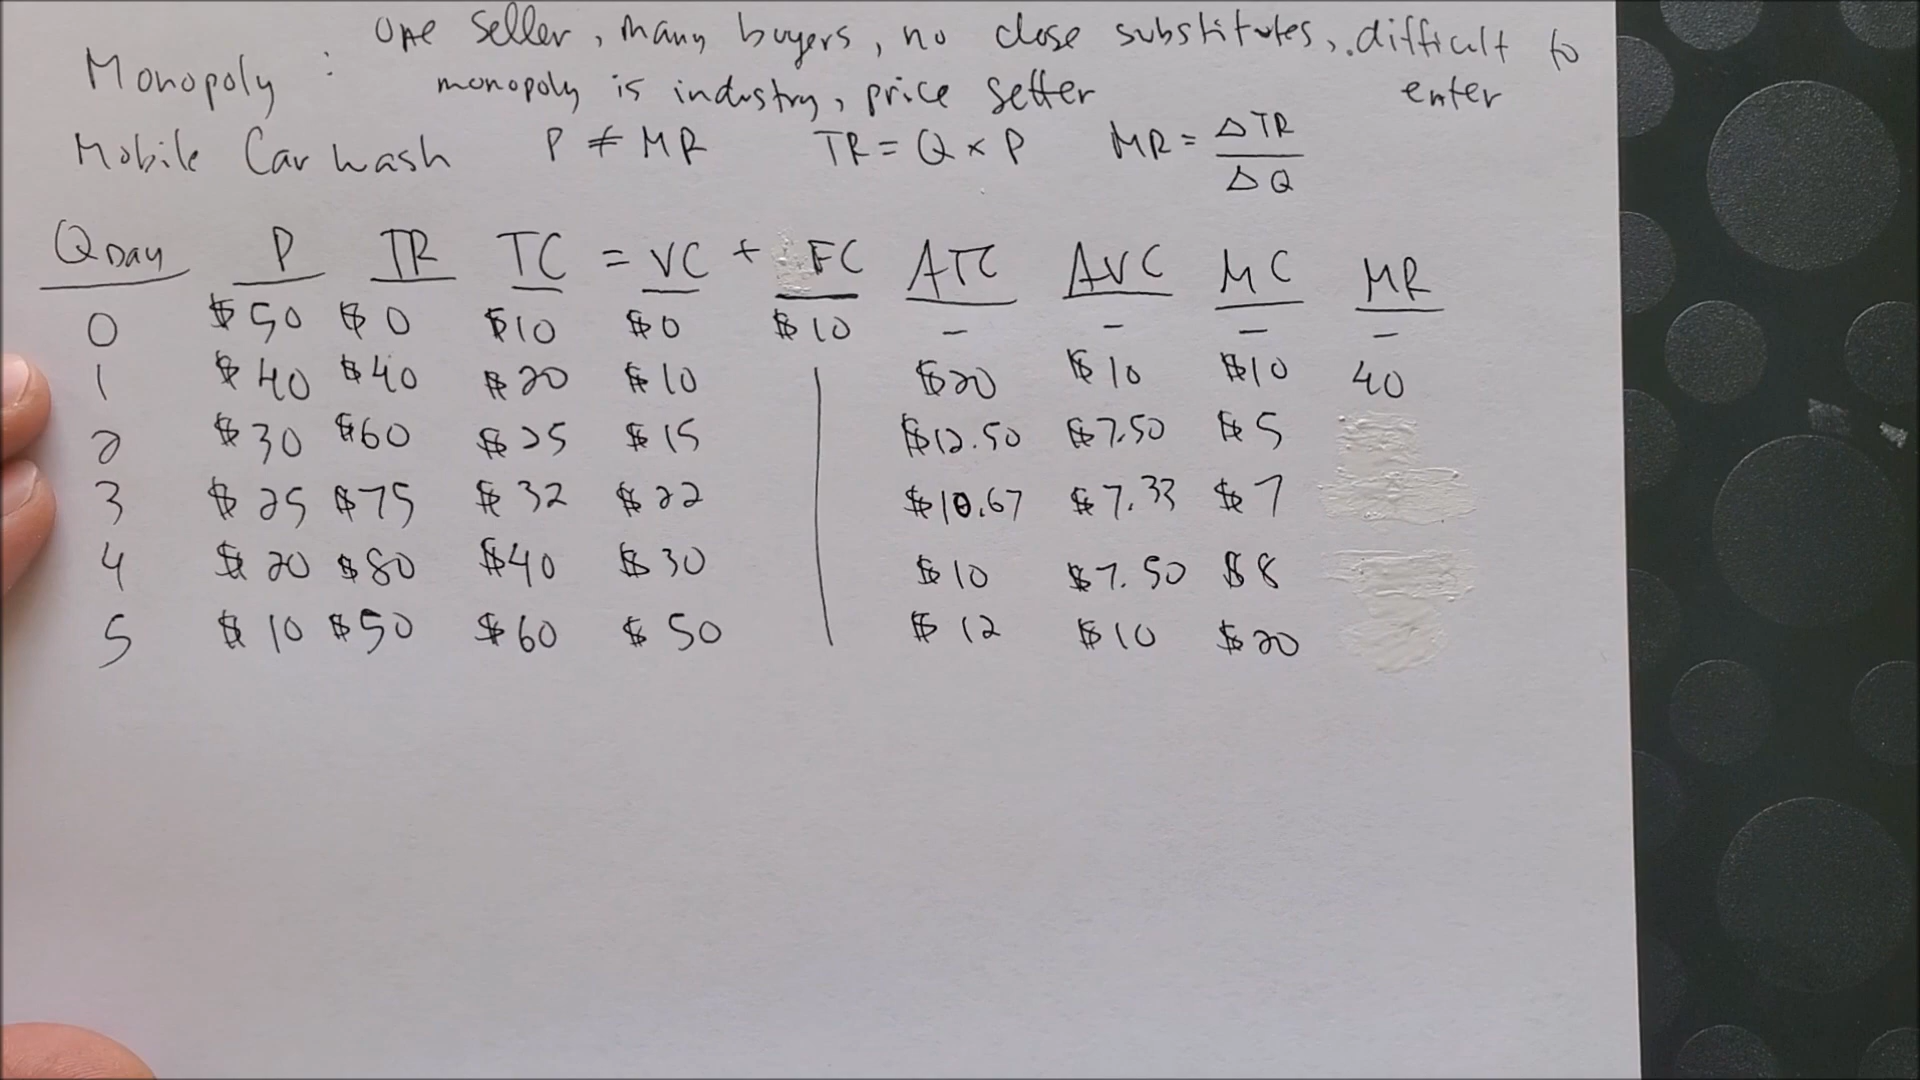 Monopoly : one seller, many buyers, no close substitutes, difficult to enter
monopoly is industry, price setter
Mobile Car wash P ≠ MR TR = Q × P MR = ΔTR / ΔQ
Q Day P TR TC = VC + FC ATC AVC MC MR
0 $50 $0 $10 $0 $10 – – – –
1 $40 $40 $20 $10 $20 $10 $10 40
2 $30 $60 $25 $15 $12.50 $7.50 $5
3 $25 $75 $32 $22 $10.67 $7.33 $7
4 $20 $80 $40 $30 $10 $7.50 $8
5 $10 $50 $60 $50 $12 $10 $20